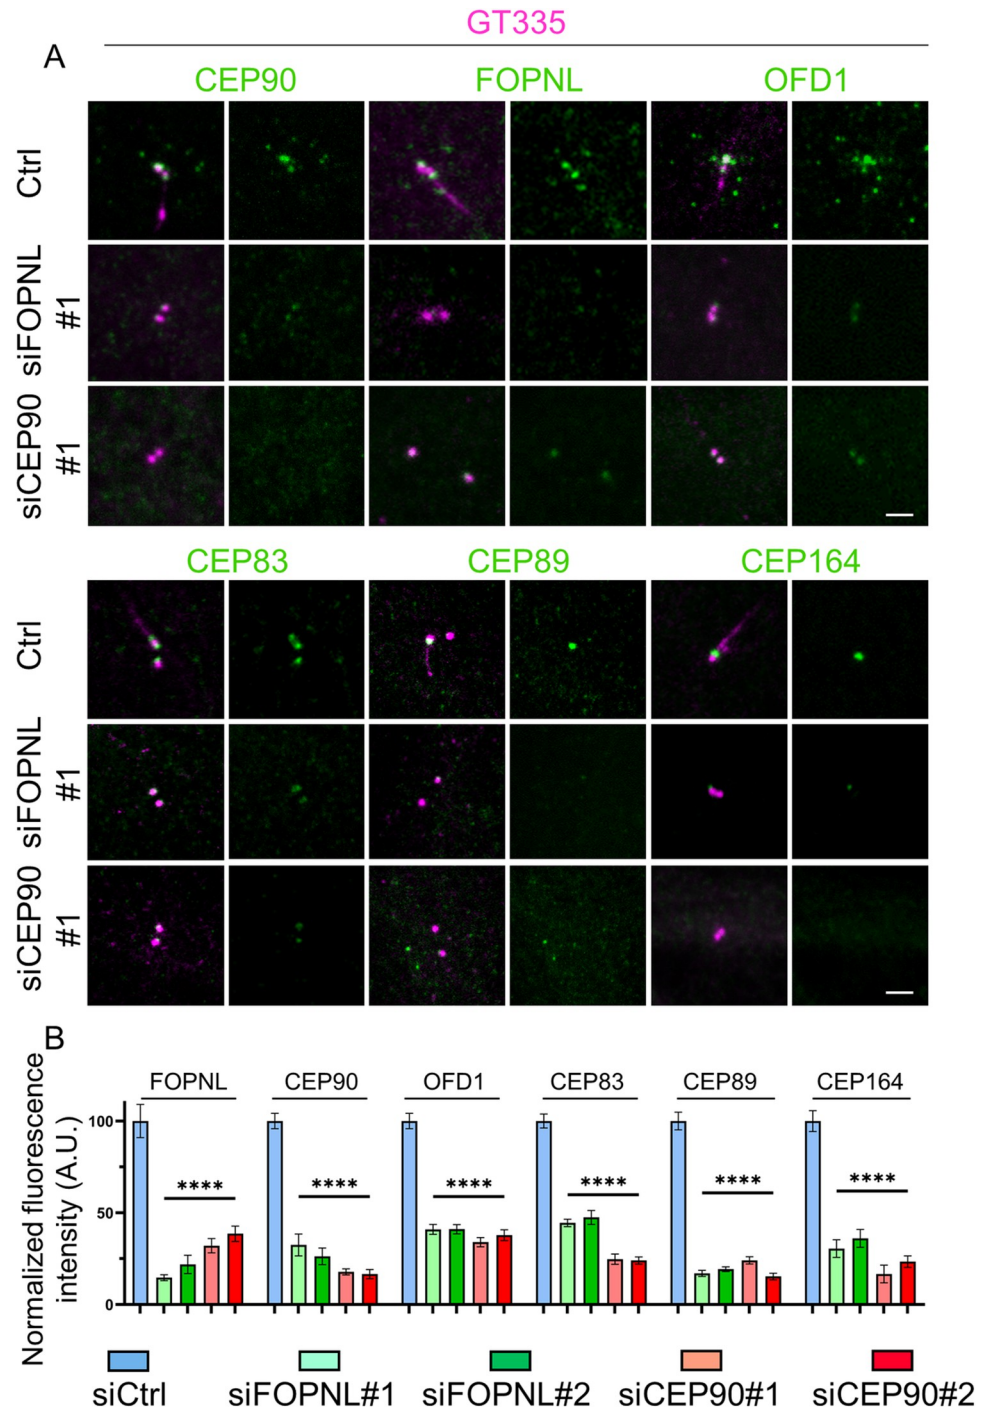 GT335
A
CEP90 FOPNL OFD1
Ctrl
siFOPNL #1
siCEP90 #1
CEP83 CEP89 CEP164
Ctrl
siFOPNL #1
siCEP90 #1
B
Normalized fluorescence
intensity (A.U.)
FOPNL CEP90 OFD1 CEP83 CEP89 CEP164
100
50
0
**** **** **** **** **** ****
siCtrl siFOPNL#1 siFOPNL#2 siCEP90#1 siCEP90#2